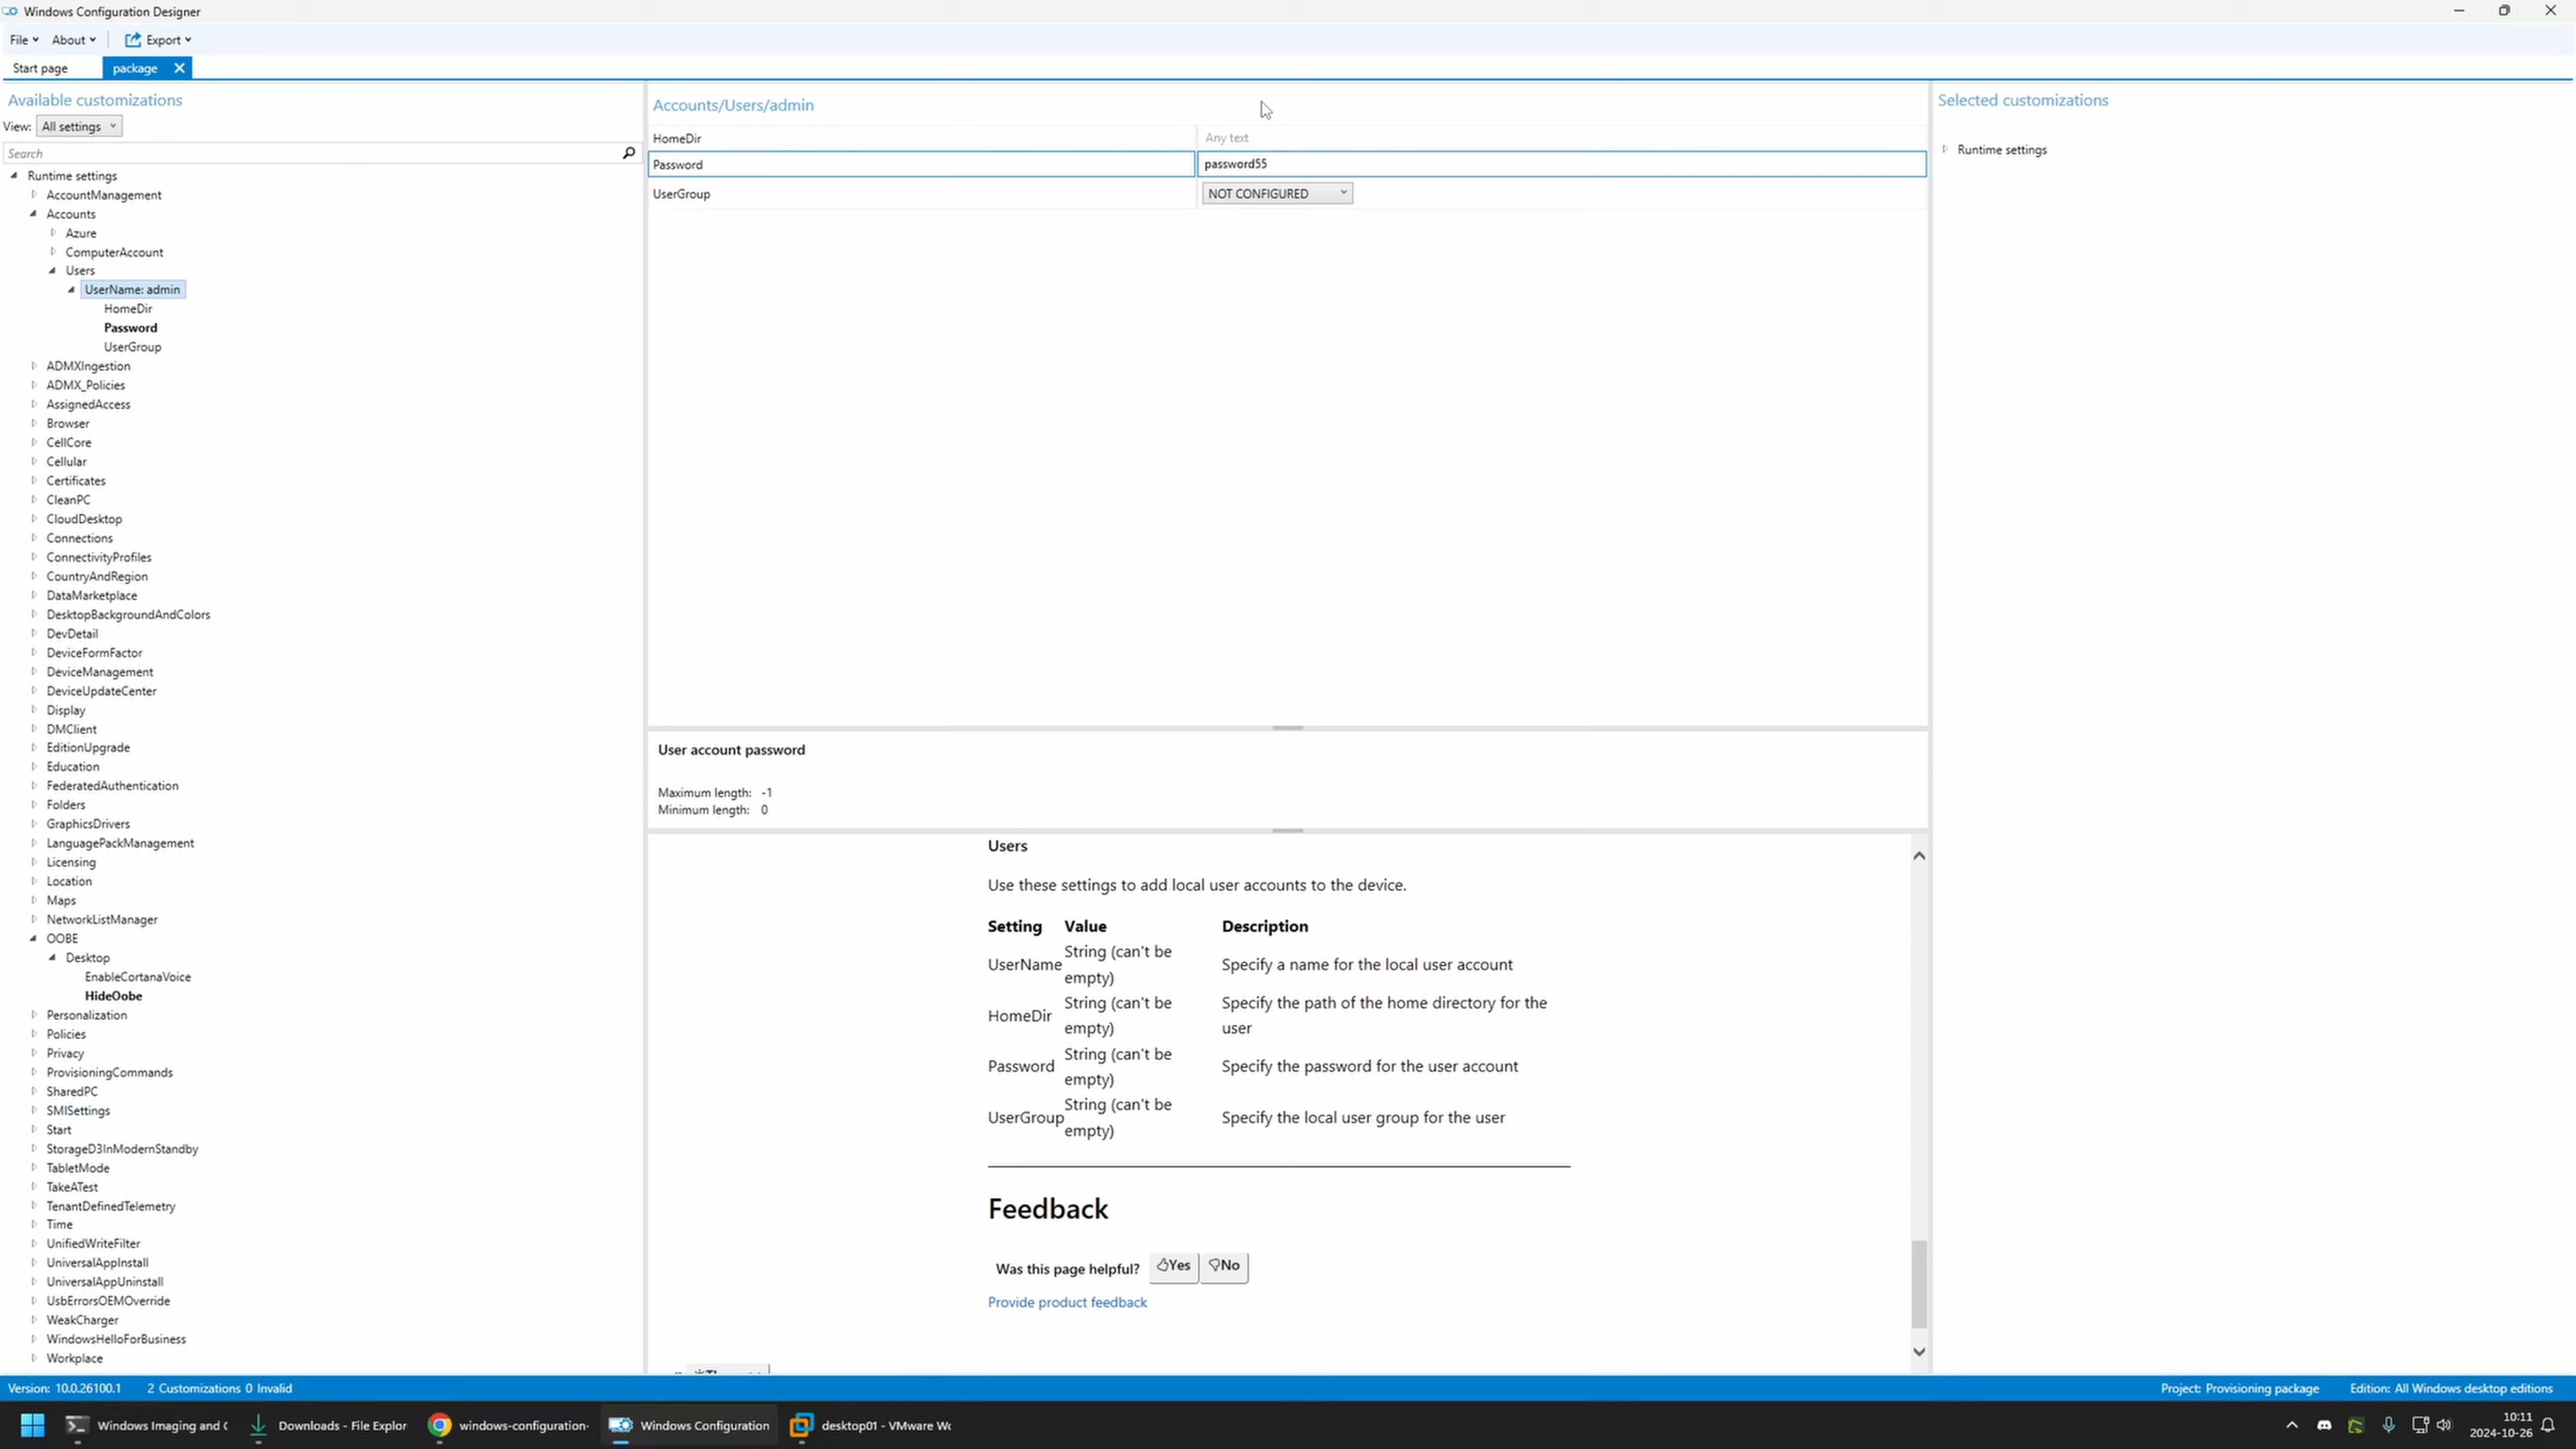 Windows Configuration Designer
File
About
Export
Start page
package
Available customizations
View: All settings
Search
Runtime settings
AccountManagement
Accounts
Azure
ComputerAccount
Users
UserName: admin
HomeDir
Password
UserGroup
ADMXIngestion
ADMX_Policies
AssignedAccess
Browser
CellCore
Cellular
Certificates
CleanPC
CloudDesktop
Connections
ConnectivityProfiles
CountryAndRegion
DataMarketplace
DesktopBackgroundAndColors
DevDetail
DeviceFormFactor
DeviceManagement
DeviceUpdateCenter
Display
DMClient
EditionUpgrade
Education
FederatedAuthentication
Folders
GraphicsDrivers
LanguagePackManagement
Licensing
Location
Maps
NetworkListManager
OOBE
Desktop
EnableCortanaVoice
HideOobe
Personalization
Policies
Privacy
ProvisioningCommands
SharedPC
SMISettings
Start
StorageD3InModernStandby
TabletMode
TakeATest
TenantDefinedTelemetry
Time
UnifiedWriteFilter
UniversalAppInstall
UniversalAppUninstall
UsbErrorsOEMOverride
WeakCharger
WindowsHelloForBusiness
Workplace
Accounts/Users/admin
HomeDir Any text
Password password55
UserGroup NOT CONFIGURED
User account password
Maximum length: -1
Minimum length: 0
Users
Use these settings to add local user accounts to the device.
Setting Value Description
UserName String (can't be empty) Specify a name for the local user account
HomeDir String (can't be empty) Specify the path of the home directory for the user
Password String (can't be empty) Specify the password for the user account
UserGroup String (can't be empty) Specify the local user group for the user
Feedback
Was this page helpful? Yes No
Provide product feedback
Selected customizations
Runtime settings
Version: 10.0.26100.1 2 Customizations 0 Invalid
Project: Provisioning package Edition: All Windows desktop editions
Windows Imaging and C
Downloads - File Explor
windows-configuration-
Windows Configuration
desktop01 - VMware Wo
10:11
2024-10-26